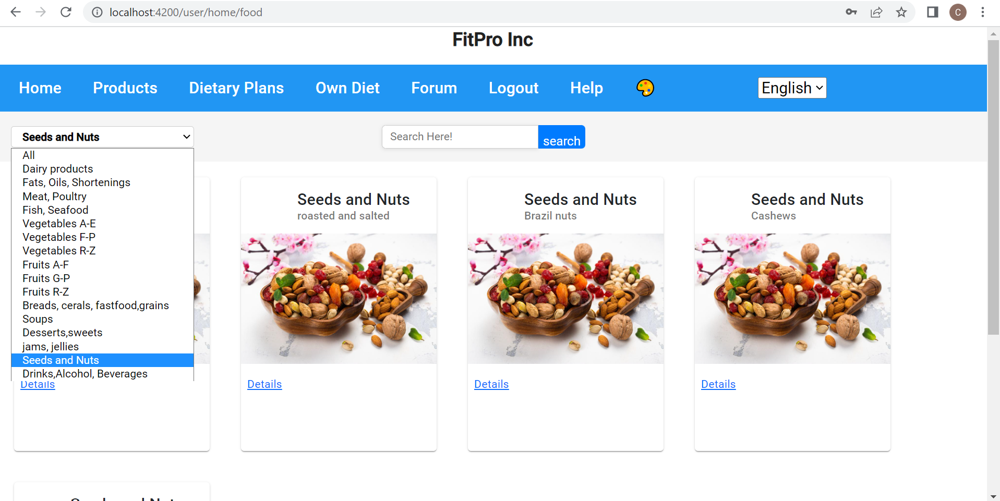 localhost:4200/user/home/food
C
FitPro Inc
Home Products Dietary Plans Own Diet Forum Logout Help English
Seeds and Nuts
Search Here! search
All
Dairy products
Fats, Oils, Shortenings
Meat, Poultry
Fish, Seafood
Vegetables A-E
Vegetables F-P
Vegetables R-Z
Fruits A-F
Fruits G-P
Fruits R-Z
Breads, cerals, fastfood,grains
Soups
Desserts,sweets
jams, jellies
Seeds and Nuts
Drinks,Alcohol, Beverages
Details
Seeds and Nuts
roasted and salted
Details
Seeds and Nuts
Brazil nuts
Details
Seeds and Nuts
Cashews
Details
Seeds and Nuts